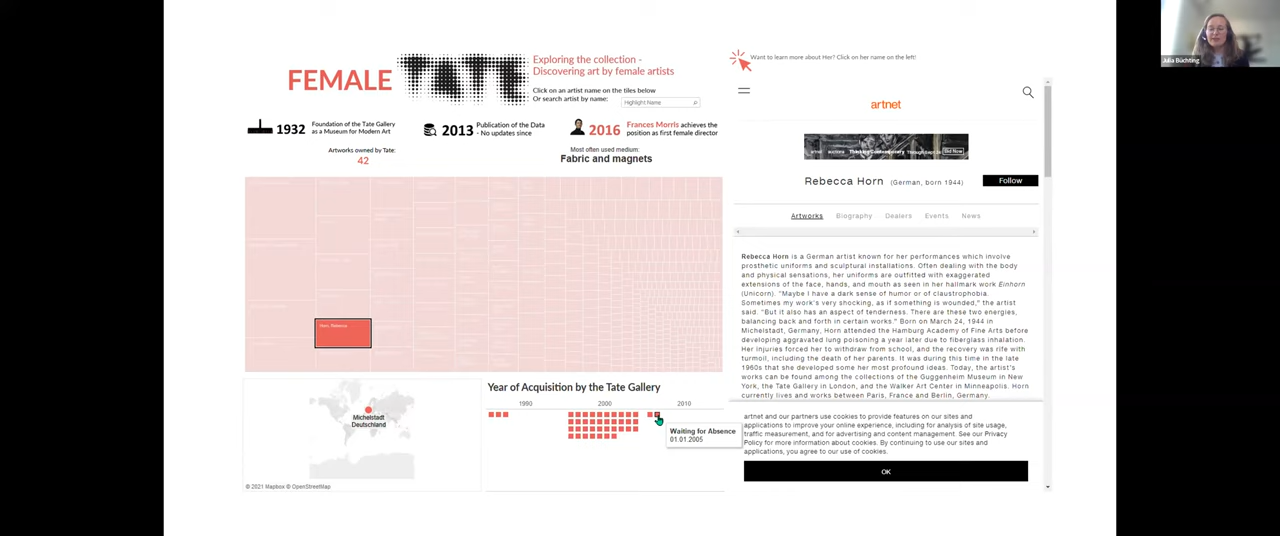 Julia Büchting
FEMALE
TATE
Exploring the collection -
Discovering art by female artists
Click on an artist name on the tiles below
Or search artist by name:
Highlight Name
1932
Foundation of the Tate Gallery
as a Museum for Modern Art
2013
Publication of the Data
- No updates since
2016
Frances Morris achieves the
position as first female director
Artworks owned by Tate:
42
Most often used medium:
Fabric and magnets
Horn, Rebecca
Michelstadt
Deutschland
© 2021 Mapbox © OpenStreetMap
Year of Acquisition by the Tate Gallery
1990 2000 2010
Waiting for Absence
01.01.2005
Want to learn more about Her? Click on her name on the left!
artnet
Rebecca Horn (German, born 1944)
Follow
Artworks Biography Dealers Events News
Rebecca Horn is a German artist known for her performances which involve
prosthetic uniforms and sculptural installations. Often dealing with the body
and physical sensations, her uniforms are outfitted with exaggerated
extensions of the face, hands, and mouth as seen in her hallmark work Einhorn
(Unicorn). "Maybe I have a dark sense of humor or of claustrophobia.
Sometimes my work's very shocking, as if something is wounded," the artist
said. "But it also has an aspect of tenderness. There are these two energies,
balancing back and forth in certain works." Born on March 24, 1944 in
Michelstadt, Germany, Horn attended the Hamburg Academy of Fine Arts before
developing aggravated lung poisoning a year later due to fiberglass inhalation.
Her injuries forced her to withdraw from school, and the recovery was rife with
turmoil, including the death of her parents. It was during this time in the late
1960s that she developed some her most profound ideas. Today, the artist's
works can be found among the collections of the Guggenheim Museum in New
York, the Tate Gallery in London, and the Walker Art Center in Minneapolis. Horn
currently lives and works between Paris, France and Berlin, Germany.
artnet and our partners use cookies to provide features on our sites and
applications to improve your online experience, including for analysis of site usage,
traffic measurement, and for advertising and content management. See our Privacy
Policy for more information about cookies. By continuing to use our sites and
applications, you agree to our use of cookies.
OK